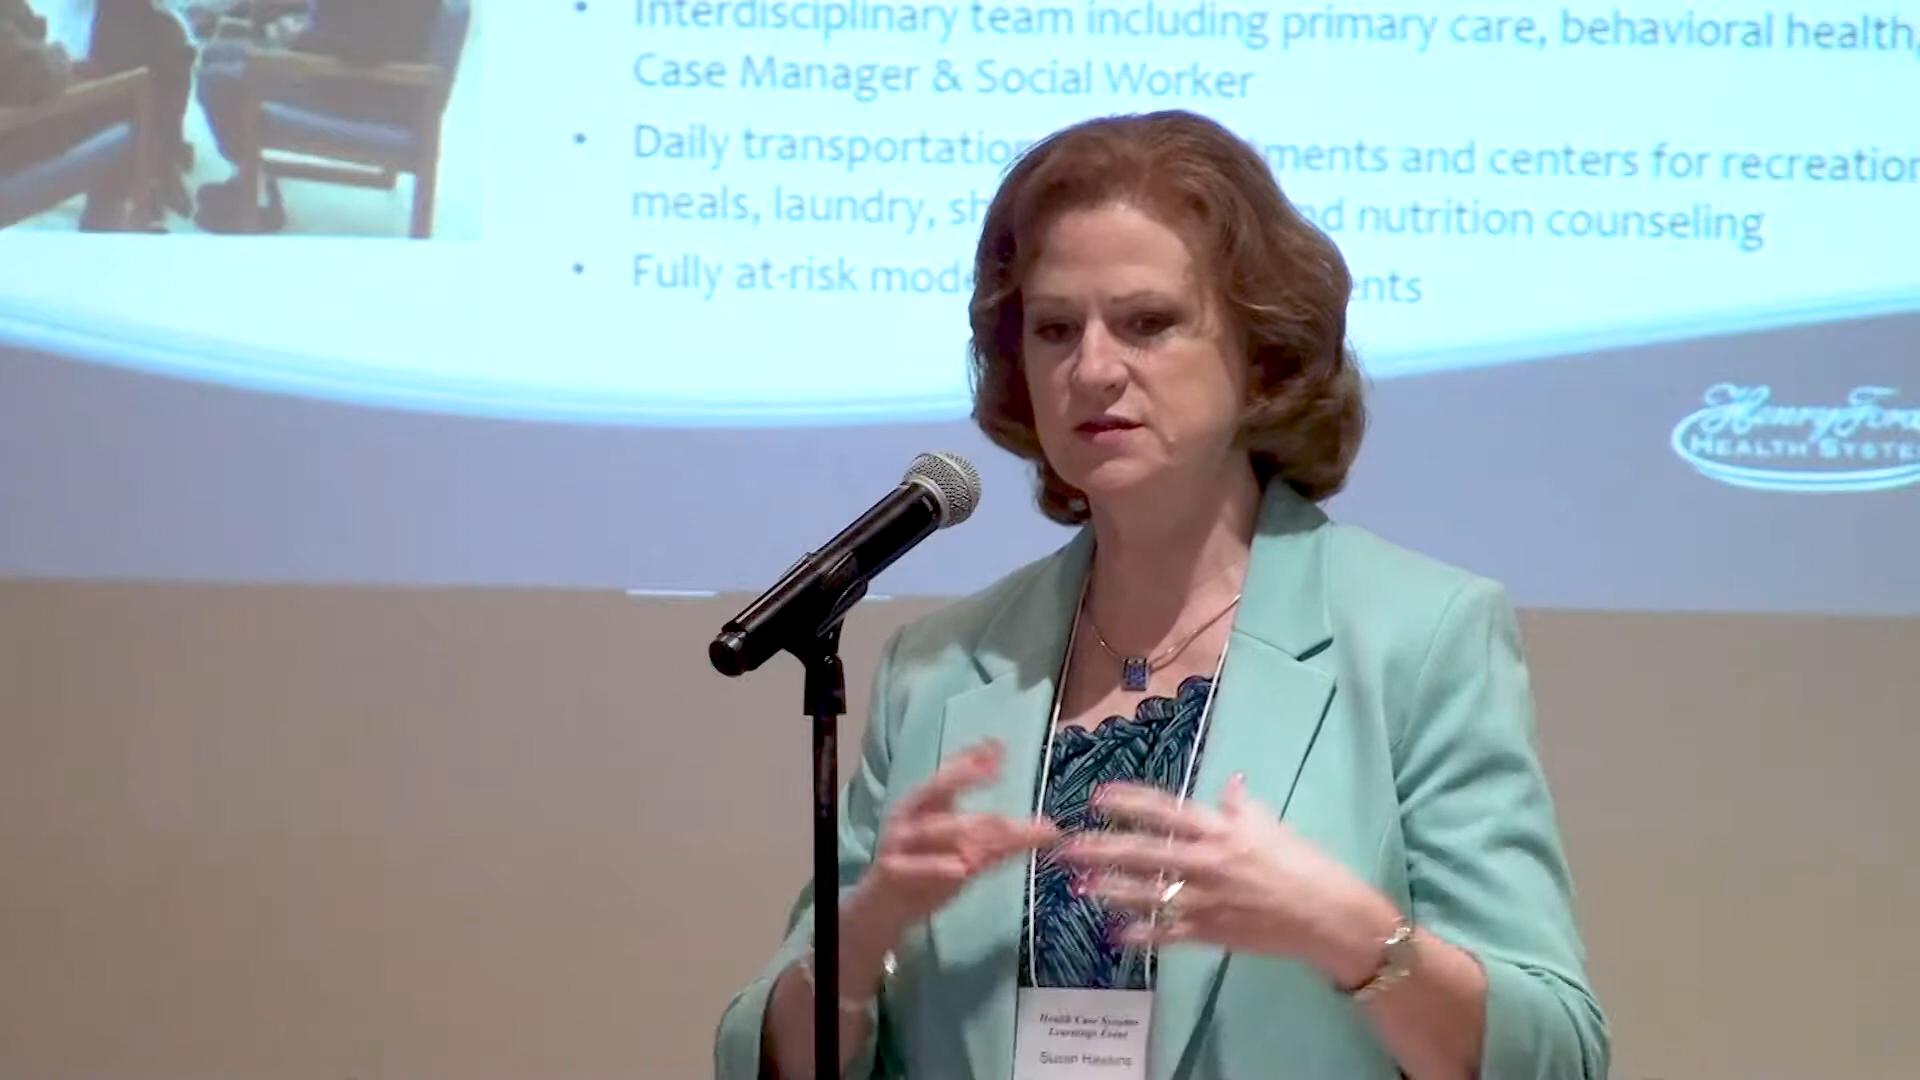 Interdisciplinary team including primary care, behavioral health,
Case Manager & Social Worker
Daily transportation ments and centers for recreation
meals, laundry, sh nd nutrition counseling
Fully at-risk mode ents
Henry Ford
HEALTH SYSTEM
Health Care Systems
Learnings Event
Susan Hawkins